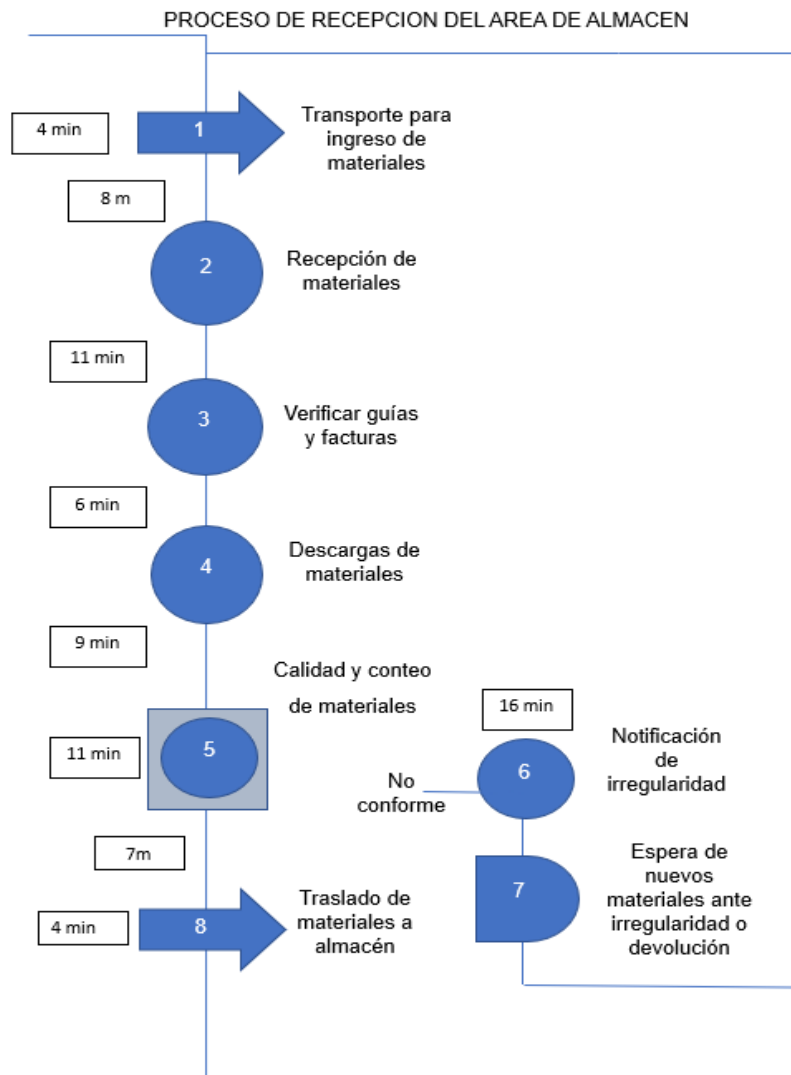 PROCESO DE RECEPCION DEL AREA DE ALMACEN
4 min
1
Transporte para
ingreso de
materiales
8 m
2
Recepción de
materiales
11 min
3
Verificar guías
y facturas
6 min
4
Descargas de
materiales
9 min
Calidad y conteo
de materiales
11 min
5
16 min
No
conforme
6
Notificación
de
irregularidad
7m
7
Espera de
nuevos
materiales ante
irregularidad o
devolución
4 min
8
Traslado de
materiales a
almacén